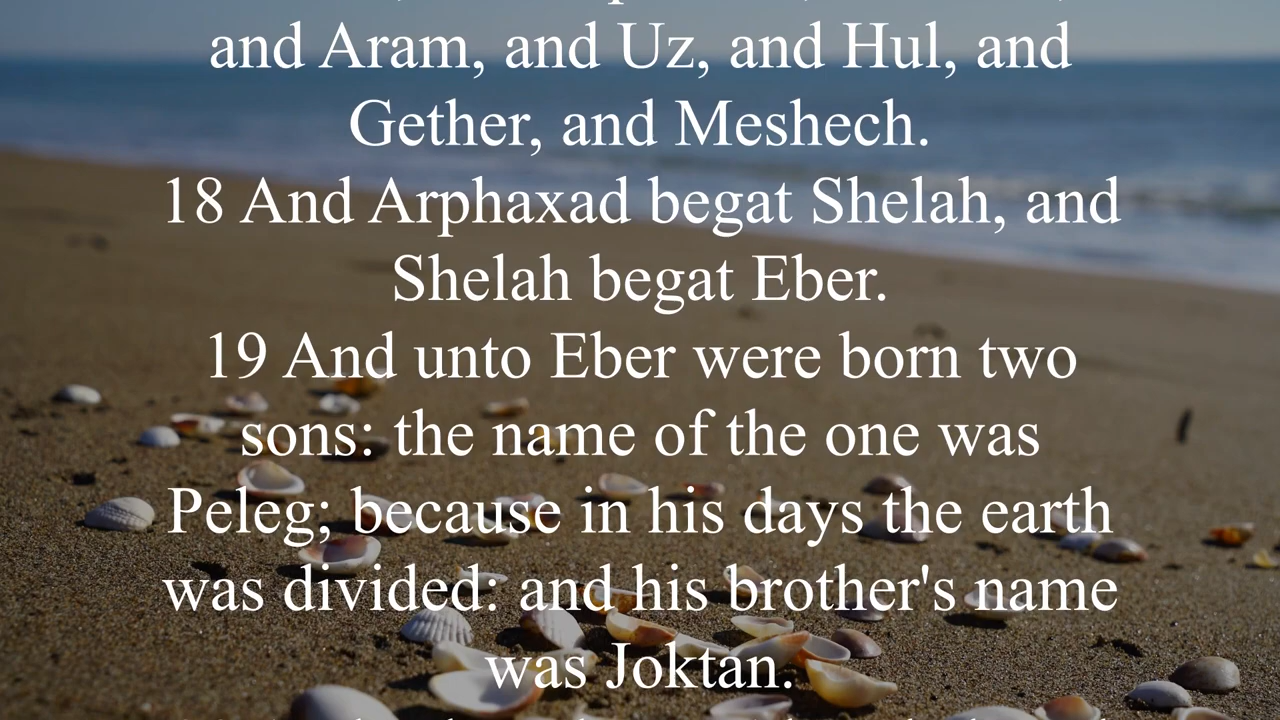 and Aram, and Uz, and Hul, and
Gether, and Meshech.
18 And Arphaxad begat Shelah, and
Shelah begat Eber.
19 And unto Eber were born two
sons: the name of the one was
Peleg; because in his days the earth
was divided: and his brother's name
was Joktan.